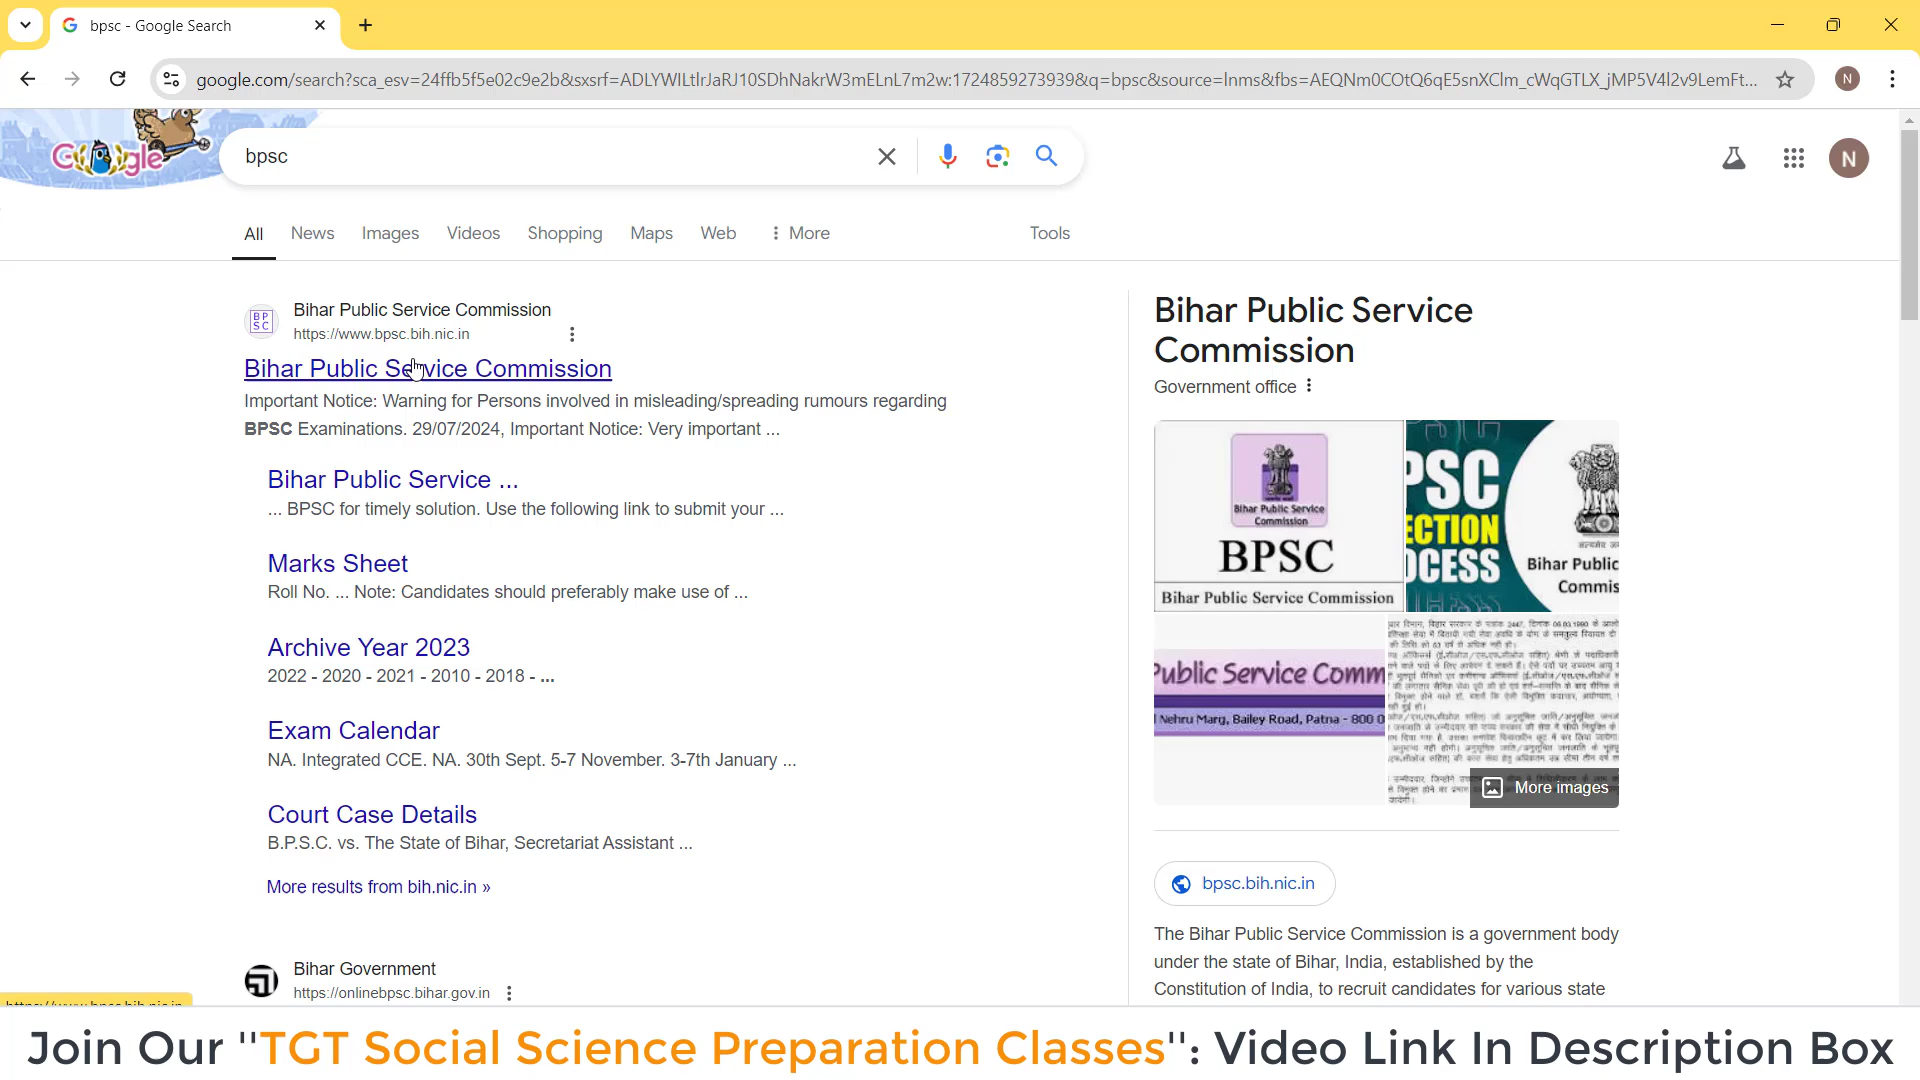 bpsc - Google Search
google.com/search?sca_esv=24ffb5f5e02c9e2b&sxsrf=ADLYWILtlrJaRJ10SDhNakrW3mELnL7m2w:1724859273939&q=bpsc&source=lnms&fbs=AEQNm0COtQ6qE5snXClm_cWqGTLX_jMP5V4l2v9LemFt...
N
Google
bpsc
N
All
News
Images
Videos
Shopping
Maps
Web
More
Tools
BP
SC
Bihar Public Service Commission
https://www.bpsc.bih.nic.in
Bihar Public Service Commission
Important Notice: Warning for Persons involved in misleading/spreading rumours regarding
BPSC Examinations. 29/07/2024, Important Notice: Very important ...
Bihar Public Service ...
... BPSC for timely solution. Use the following link to submit your ...
Marks Sheet
Roll No. ... Note: Candidates should preferably make use of ...
Archive Year 2023
2022 - 2020 - 2021 - 2010 - 2018 - ...
Exam Calendar
NA. Integrated CCE. NA. 30th Sept. 5-7 November. 3-7th January ...
Court Case Details
B.P.S.C. vs. The State of Bihar, Secretariat Assistant ...
More results from bih.nic.in »
Bihar Government
https://onlinebpsc.bihar.gov.in
Bihar Public Service
Commission
Government office
Bihar Public Service
Commission
BPSC
Bihar Public Service Commission
PSC
ECTION
OCESS
Bihar Public
Commis
Public Service Comm
Nehru Marg, Bailey Road, Patna - 800 0
More images
bpsc.bih.nic.in
The Bihar Public Service Commission is a government body
under the state of Bihar, India, established by the
Constitution of India, to recruit candidates for various state
Join Our "TGT Social Science Preparation Classes": Video Link In Description Box